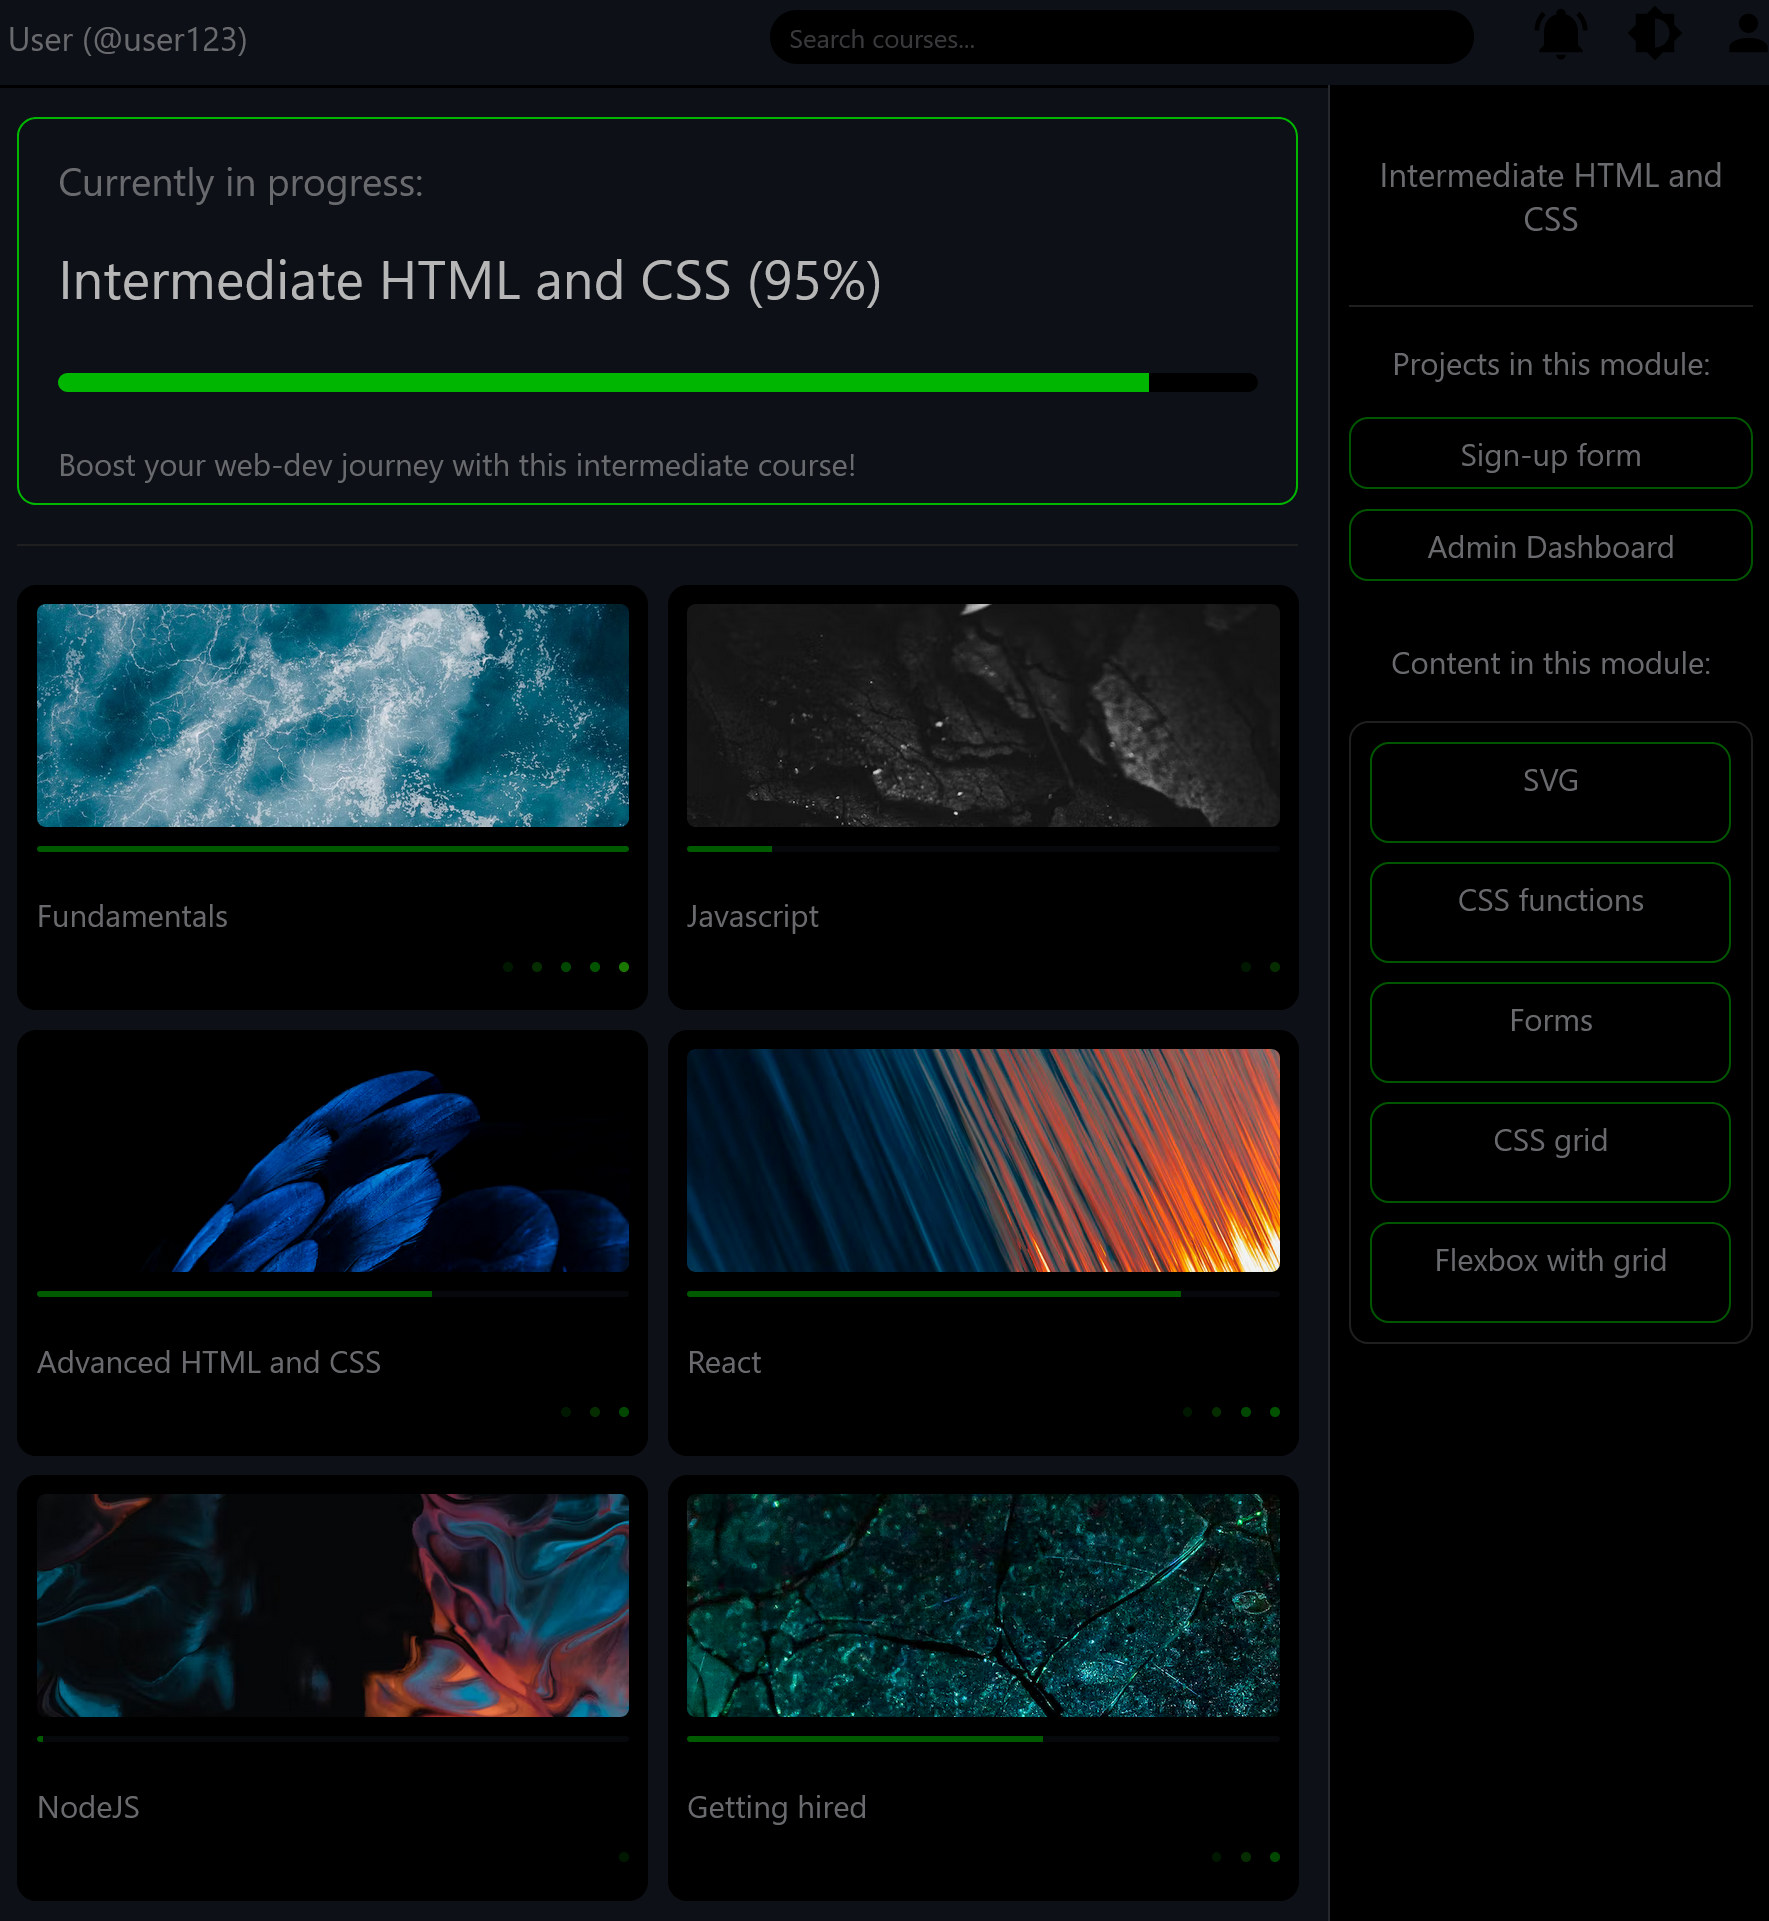 User (@user123)
Search courses...
Currently in progress:
Intermediate HTML and CSS (95%)
Boost your web-dev journey with this intermediate course!
Fundamentals
Javascript
Advanced HTML and CSS
React
NodeJS
Getting hired
Intermediate HTML and
CSS
Projects in this module:
Sign-up form
Admin Dashboard
Content in this module:
SVG
CSS functions
Forms
CSS grid
Flexbox with grid